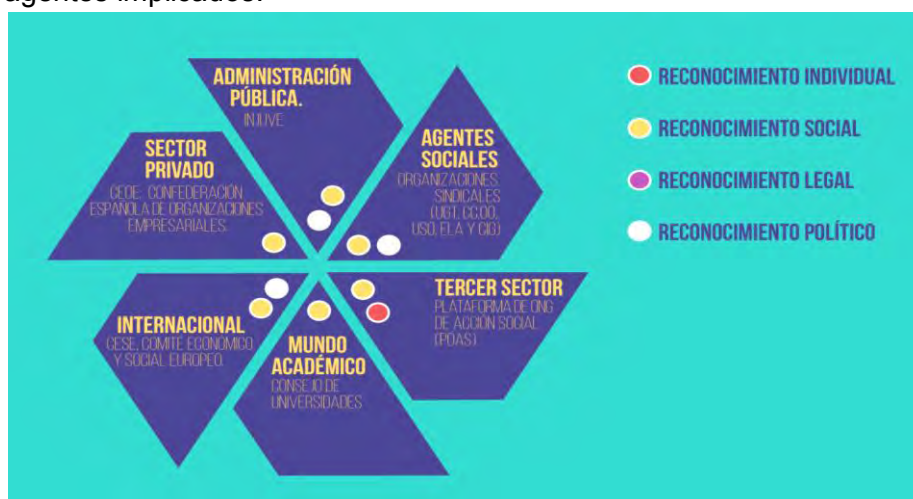 agentes implicados.
ADMINISTRACIÓN
PÚBLICA.
INJUVE
SECTOR
PRIVADO
CEOE: CONFEDERACIÓN
ESPAÑOLA DE ORGANIZACIONES
EMPRESARIALES.
AGENTES
SOCIALES
ORGANIZACIONES
SINDICALES
(UGT, CC.OO,
USO, ELA Y CIG)
INTERNACIONAL
CESE, COMITÉ ECONÓMICO
Y SOCIAL EUROPEO.
MUNDO
ACADÉMICO
CONSEJO DE
UNIVERSIDADES
TERCER SECTOR
PLATAFORMA DE ONG
DE ACCIÓN SOCIAL
(POAS)
RECONOCIMIENTO INDIVIDUAL
RECONOCIMIENTO SOCIAL
RECONOCIMIENTO LEGAL
RECONOCIMIENTO POLÍTICO